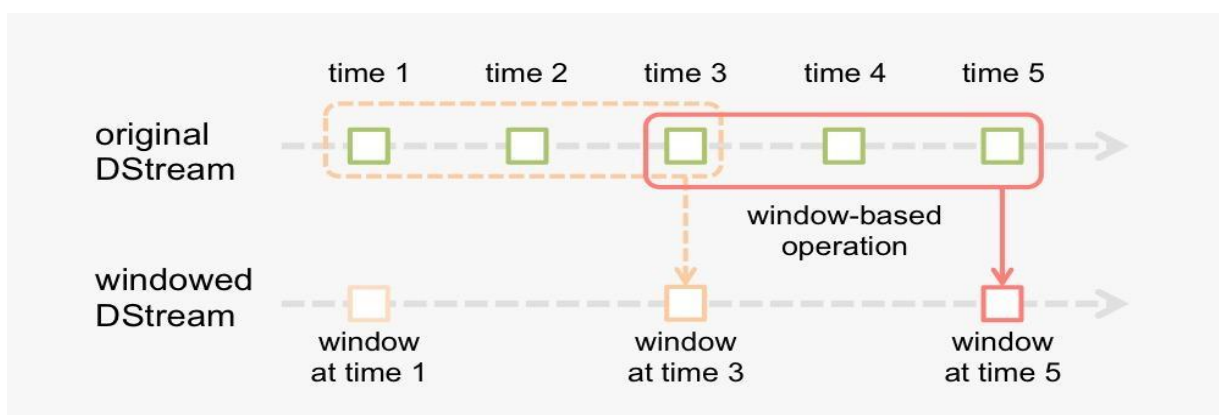 time 1 time 2 time 3 time 4 time 5
original
DStream
window-based
operation
windowed
DStream
window
at time 1
window
at time 3
window
at time 5